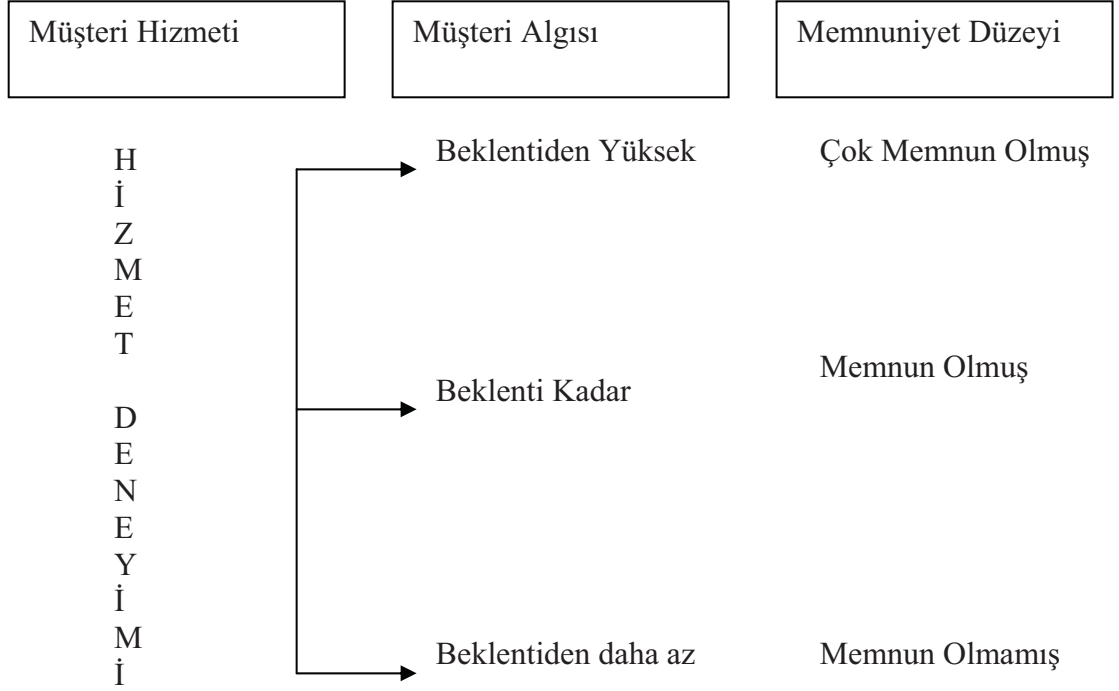 Müşteri Hizmeti
Müşteri Algısı
Memnuniyet Düzeyi
H
İ
Z
M
E
T
D
E
N
E
Y
İ
M
İ
Beklentiden Yüksek
Çok Memnun Olmuş
Beklenti Kadar
Memnun Olmuş
Beklentiden daha az
Memnun Olmamış